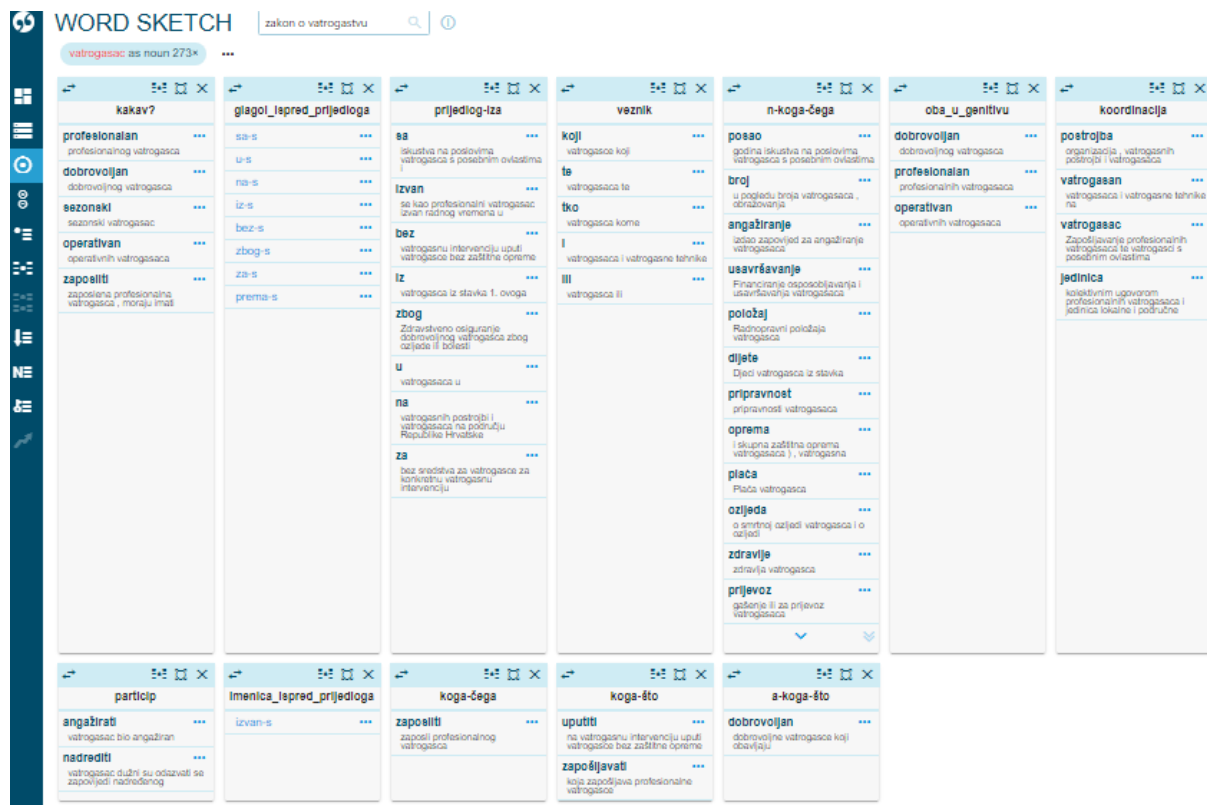 WORD SKETCH
zakon o vatrogastvu
vatrogasac as noun 273×
kakav?
profesionalan
profesionalnog vatrogasca
dobrovoljan
dobrovoljnog vatrogasca
sezonski
sezonski vatrogasac
operativan
operativnih vatrogasaca
zaposliti
zaposlena profesionalna
vatrogasca , moraju imati
glagol_ispred_prijedloga
sa-s
u-s
na-s
iz-s
bez-s
zbog-s
za-s
prema-s
prijedlog-iza
sa
iskustva na poslovima
vatrogasca s posebnim ovlastima
i
izvan
se kao profesionalni vatrogasac
izvan radnog vremena u
bez
vatrogasnu intervenciju uputi
vatrogasce bez zaštitne opreme
iz
vatrogasca iz stavka 1. ovoga
zbog
Zdravstveno osiguranje
dobrovoljnog vatrogasca zbog
ozljede ili bolesti
u
vatrogasaca u
na
vatrogasnih postrojbi i
vatrogasaca na području
Republike Hrvatske
za
bez sredstva za vatrogasce za
konkretnu vatrogasnu
intervenciju
veznik
koji
vatrogasce koji
te
vatrogasaca te
tko
vatrogasca kome
i
vatrogasaca i vatrogasne tehnike
ili
vatrogasca ili
n-koga-čega
posao
godina iskustva na poslovima
vatrogasca s posebnim ovlastima
broj
u pogledu broja vatrogasaca ,
obrazovanja
angažiranje
izdao zapovijed za angažiranje
vatrogasaca
usavršavanje
Financiranje osposobljavanja i
usavršavanja vatrogasaca
položaj
Radnopravni položaja
vatrogasca
dijete
Djeci vatrogasca iz stavka
pripravnost
pripravnosti vatrogasaca
oprema
i skupna zaštitna oprema
vatrogasaca ) , vatrogasna
plaća
Plaća vatrogasca
ozljeda
o smrtnoj ozljedi vatrogasca i o
ozljedi
zdravlje
zdravlja vatrogasca
prijevoz
gašenje ili za prijevoz
vatrogasaca
oba_u_genitivu
dobrovoljan
dobrovoljnog vatrogasca
profesionalan
profesionalnih vatrogasaca
operativan
operativnih vatrogasaca
koordinacija
postrojba
organizacija , vatrogasnih
postrojbi i vatrogasaca
vatrogasan
vatrogasaca i vatrogasne tehnike
na
vatrogasac
Zapošljavanje profesionalnih
vatrogasaca te vatrogasci s
posebnim ovlastima
jedinica
kolektivnim ugovorom
profesionalnih vatrogasaca i
jedinica lokalne i područne
particip
angažirati
vatrogasac bio angažiran
nadrediti
vatrogasac dužni su odazvati se
zapovijedi nadređenog
imenica_ispred_prijedloga
izvan-s
koga-čega
zaposliti
zaposli profesionalnog
vatrogasca
koga-što
uputiti
na vatrogasnu intervenciju uputi
vatrogasce bez zaštitne opreme
zapošljavati
koja zapošljava profesionalne
vatrogasce
a-koga-što
dobrovoljan
dobrovoljne vatrogasce koji
obavljaju